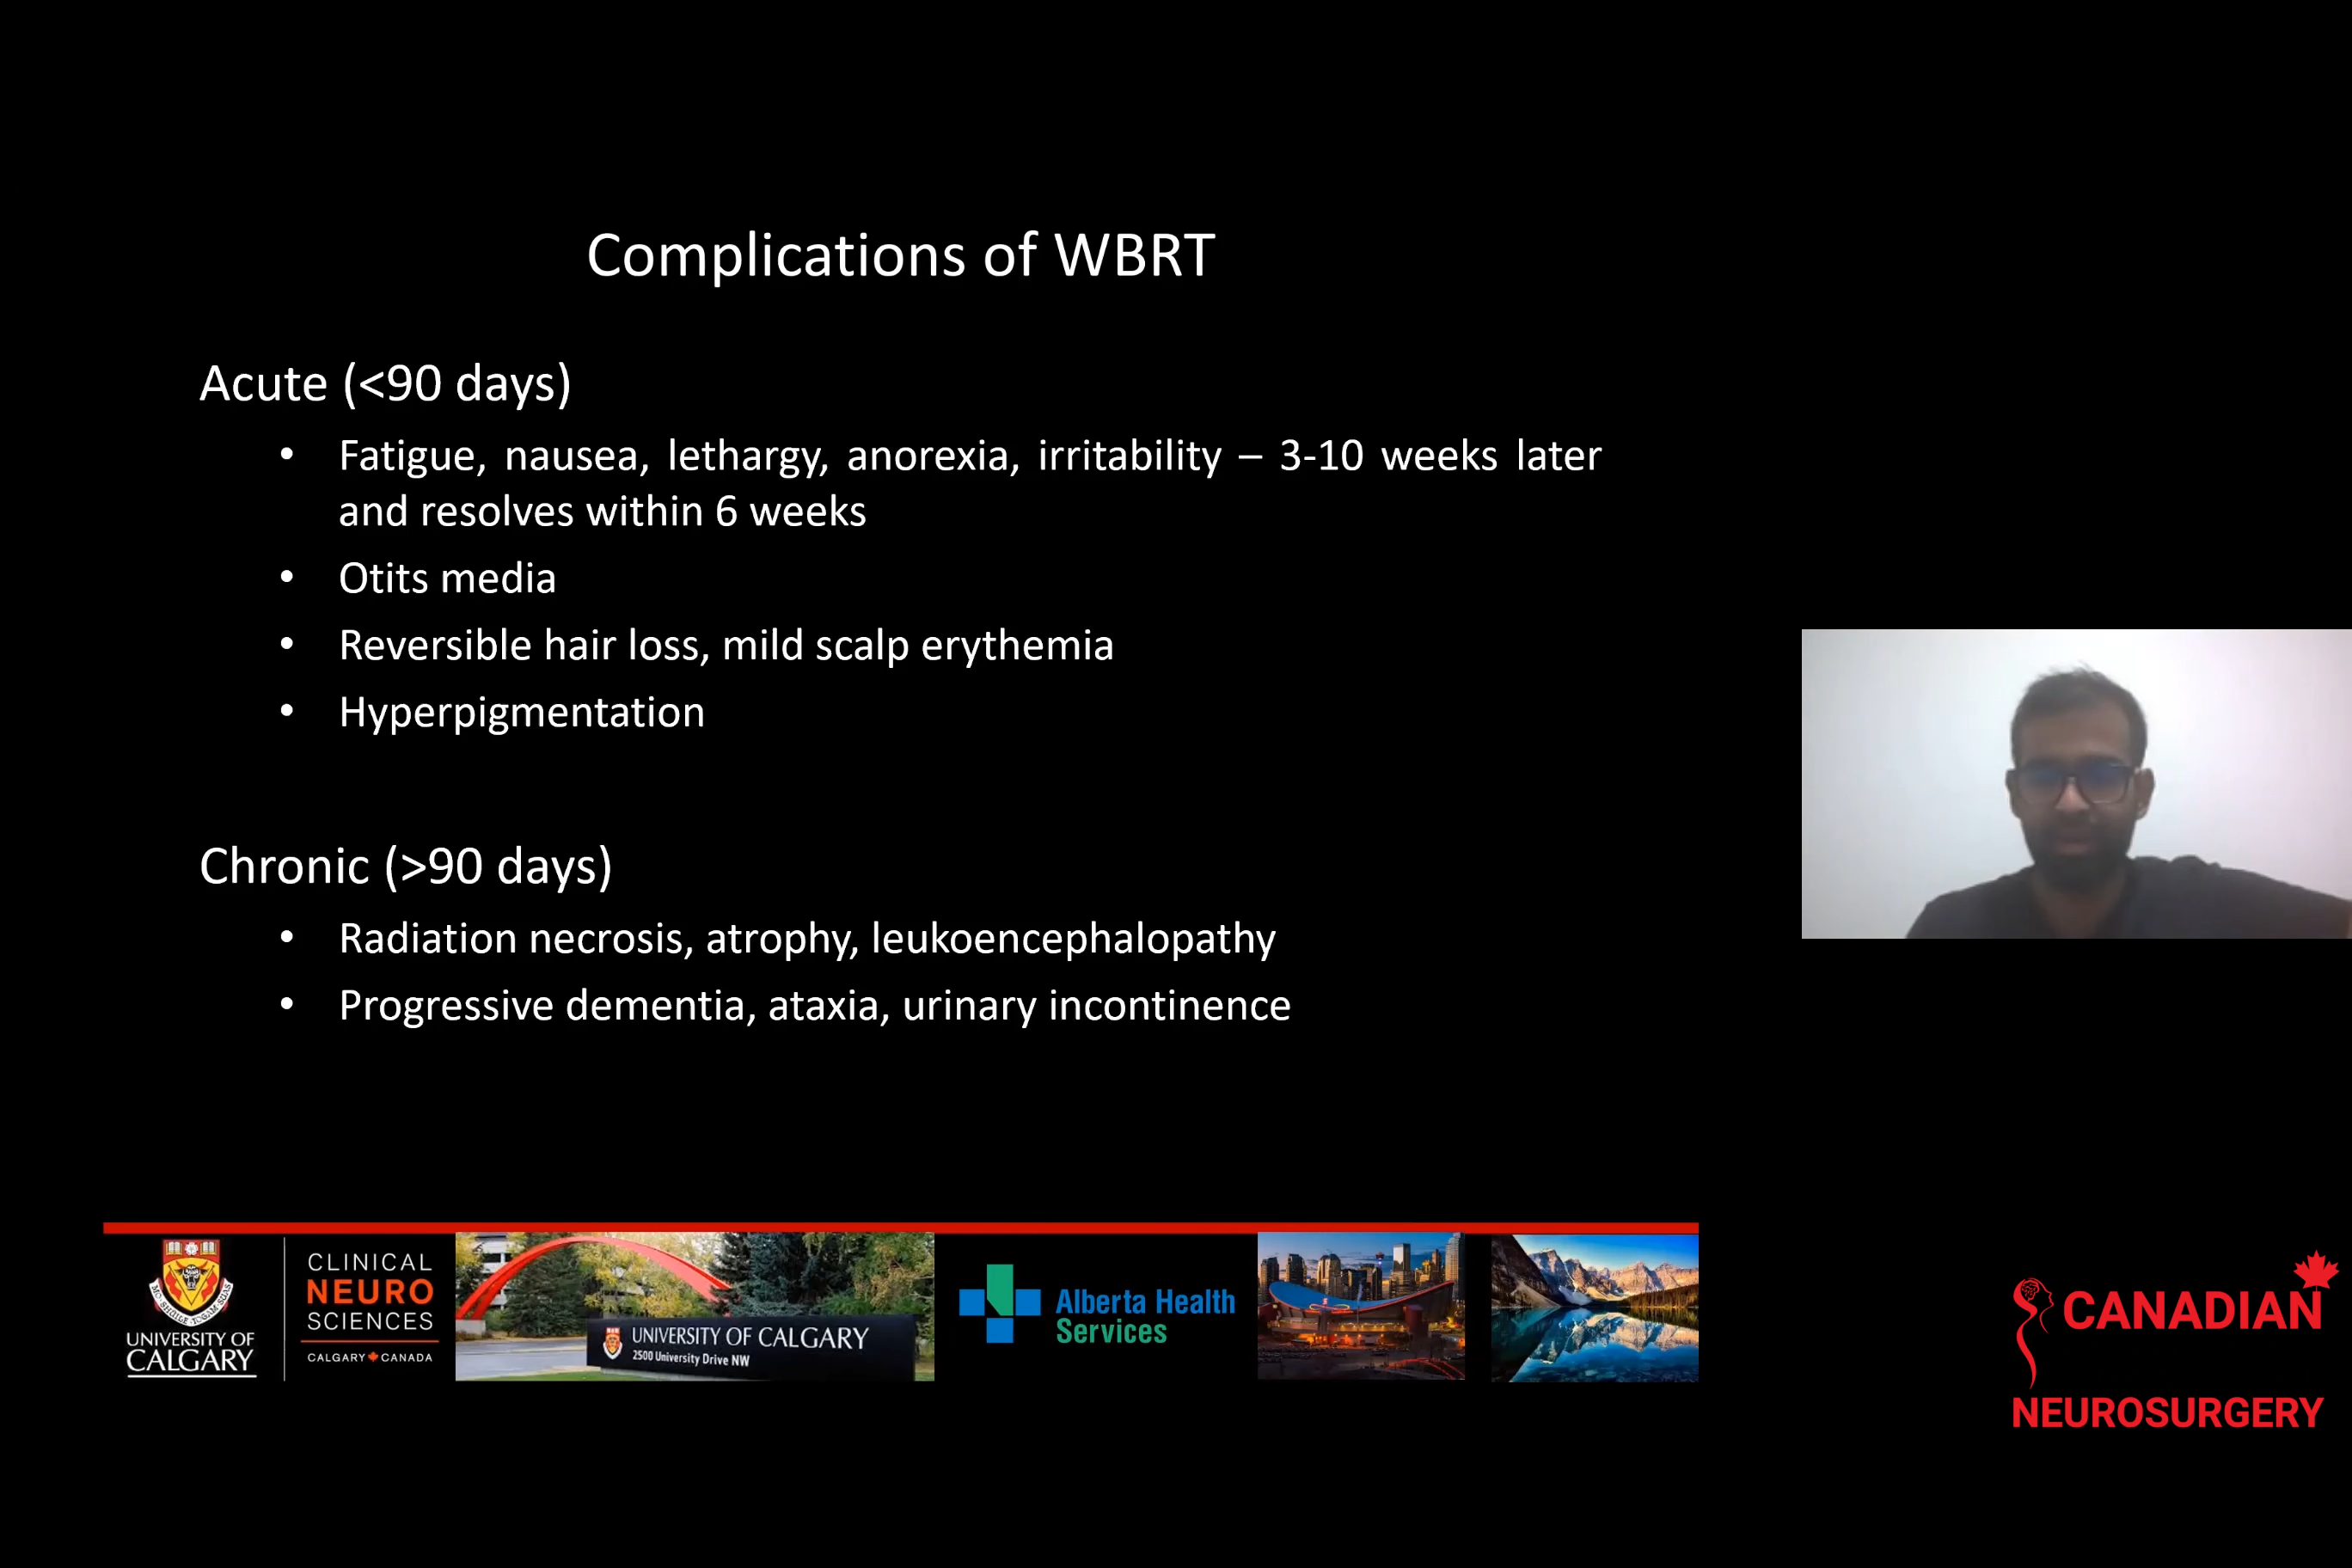 Complications of WBRT
Acute (<90 days)
• Fatigue, nausea, lethargy, anorexia, irritability – 3-10 weeks later
and resolves within 6 weeks
• Otits media
• Reversible hair loss, mild scalp erythemia
• Hyperpigmentation
Chronic (>90 days)
• Radiation necrosis, atrophy, leukoencephalopathy
• Progressive dementia, ataxia, urinary incontinence
UNIVERSITY OF
CALGARY
CLINICAL
NEURO
SCIENCES
CALGARY CANADA
UNIVERSITY OF CALGARY
2500 University Drive NW
Alberta Health
Services
CANADIAN
NEUROSURGERY